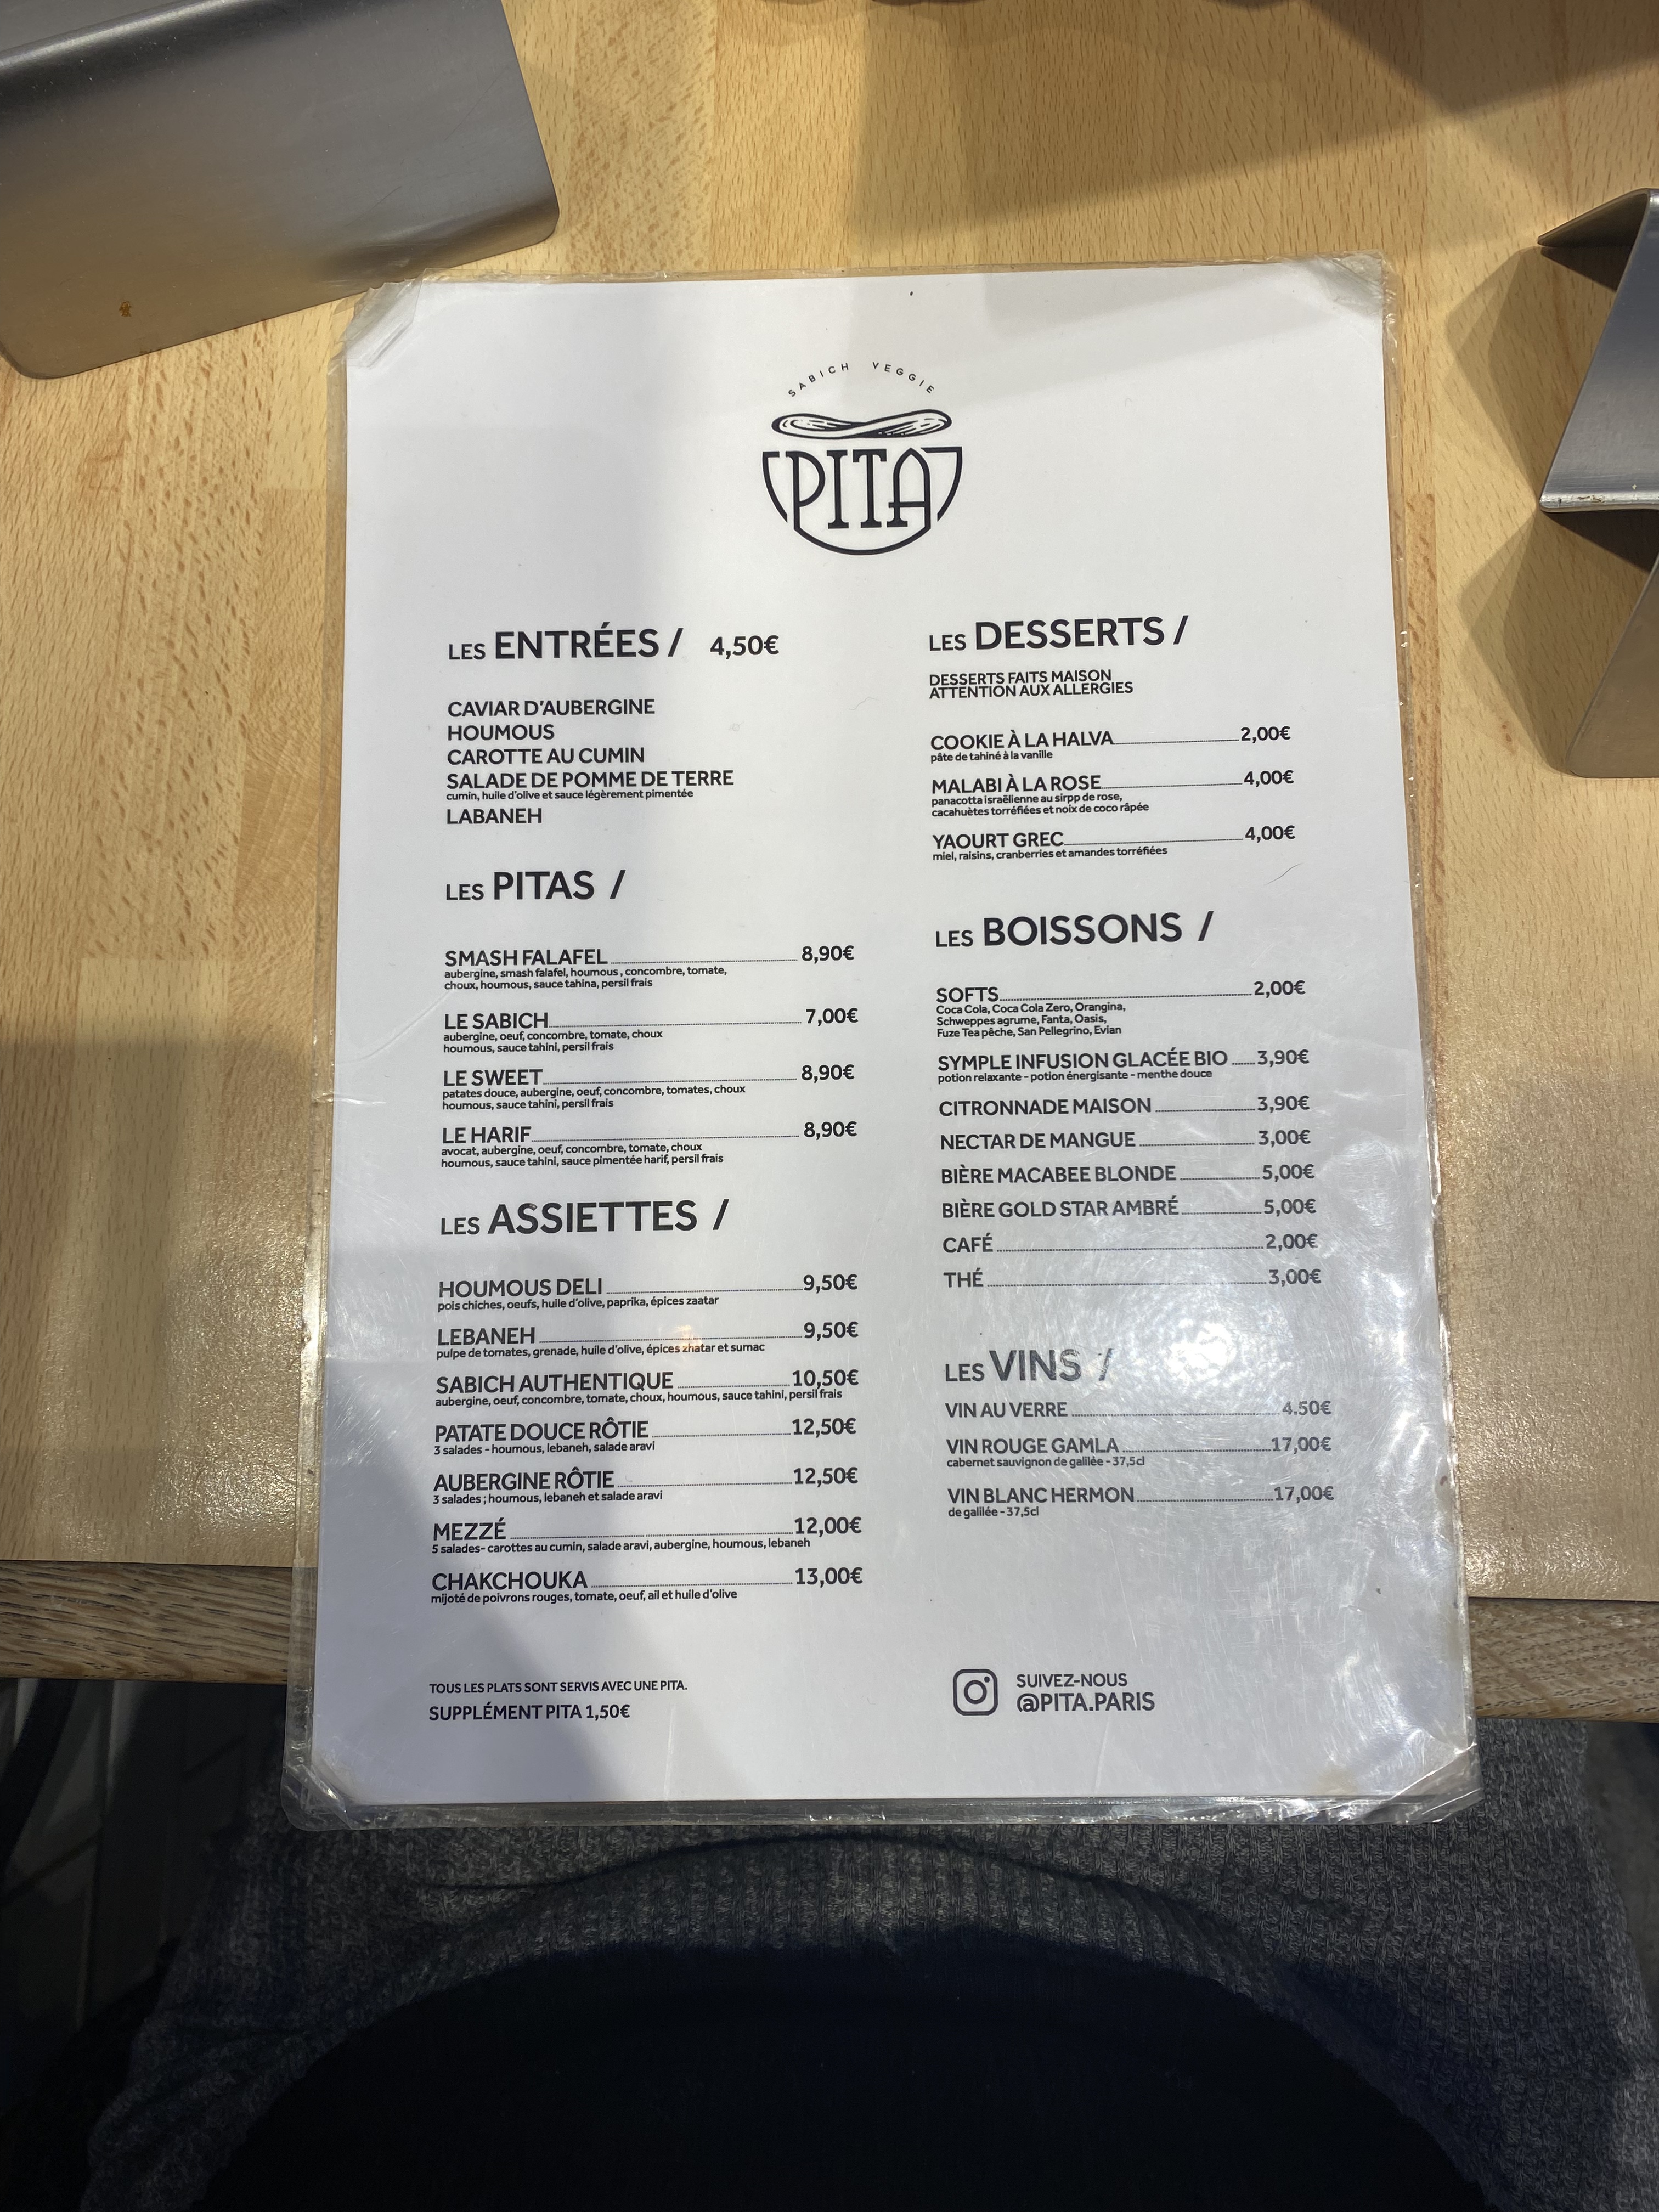 SABICH VEGGIE
PITA
LES ENTRÉES / 4,50€
CAVIAR D'AUBERGINE
HOUMOUS
CAROTTE AU CUMIN
SALADE DE POMME DE TERRE
cumin, huile d'olive et sauce légèrement pimentée
LABANEH
LES PITAS /
SMASH FALAFEL 8,90€
aubergine, smash falafel, houmous , concombre, tomate,
choux, houmous, sauce tahina, persil frais
LE SABICH 7,00€
aubergine, oeuf, concombre, tomate, choux
houmous, sauce tahini, persil frais
LE SWEET 8,90€
patates douce, aubergine, oeuf, concombre, tomates, choux
houmous, sauce tahini, persil frais
LE HARIF 8,90€
avocat, aubergine, oeuf, concombre, tomate, choux
houmous, sauce tahini, sauce pimentée harif, persil frais
LES ASSIETTES /
HOUMOUS DELI 9,50€
pois chiches, oeufs, huile d'olive, paprika, épices zaatar
LEBANEH 9,50€
pulpe de tomates, grenade, huile d'olive, épices zhatar et sumac
SABICH AUTHENTIQUE 10,50€
aubergine, oeuf, concombre, tomate, choux, houmous, sauce tahini, persil frais
PATATE DOUCE RÔTIE 12,50€
3 salades - houmous, lebaneh, salade aravi
AUBERGINE RÔTIE 12,50€
3 salades ; houmous, lebaneh et salade aravi
MEZZÉ 12,00€
5 salades- carottes au cumin, salade aravi, aubergine, houmous, lebaneh
CHAKCHOUKA 13,00€
mijoté de poivrons rouges, tomate, oeuf, ail et huile d'olive
TOUS LES PLATS SONT SERVIS AVEC UNE PITA.
SUPPLÉMENT PITA 1,50€
LES DESSERTS /
DESSERTS FAITS MAISON
ATTENTION AUX ALLERGIES
COOKIE À LA HALVA 2,00€
pâte de tahiné à la vanille
MALABI À LA ROSE 4,00€
panacotta israëlienne au sirpp de rose,
cacahuètes torréfiées et noix de coco râpée
YAOURT GREC 4,00€
miel, raisins, cranberries et amandes torréfiées
LES BOISSONS /
SOFTS 2,00€
Coca Cola, Coca Cola Zero, Orangina,
Schweppes agrume, Fanta, Oasis,
Fuze Tea pêche, San Pellegrino, Evian
SYMPLE INFUSION GLACÉE BIO 3,90€
potion relaxante - potion énergisante - menthe douce
CITRONNADE MAISON 3,90€
NECTAR DE MANGUE 3,00€
BIÈRE MACABEE BLONDE 5,00€
BIÈRE GOLD STAR AMBRÉ 5,00€
CAFÉ 2,00€
THÉ 3,00€
LES VINS /
VIN AU VERRE 4.50€
VIN ROUGE GAMLA 17,00€
cabernet sauvignon de galilée - 37,5cl
VIN BLANC HERMON 17,00€
de galilée - 37,5cl
SUIVEZ-NOUS
@PITA.PARIS